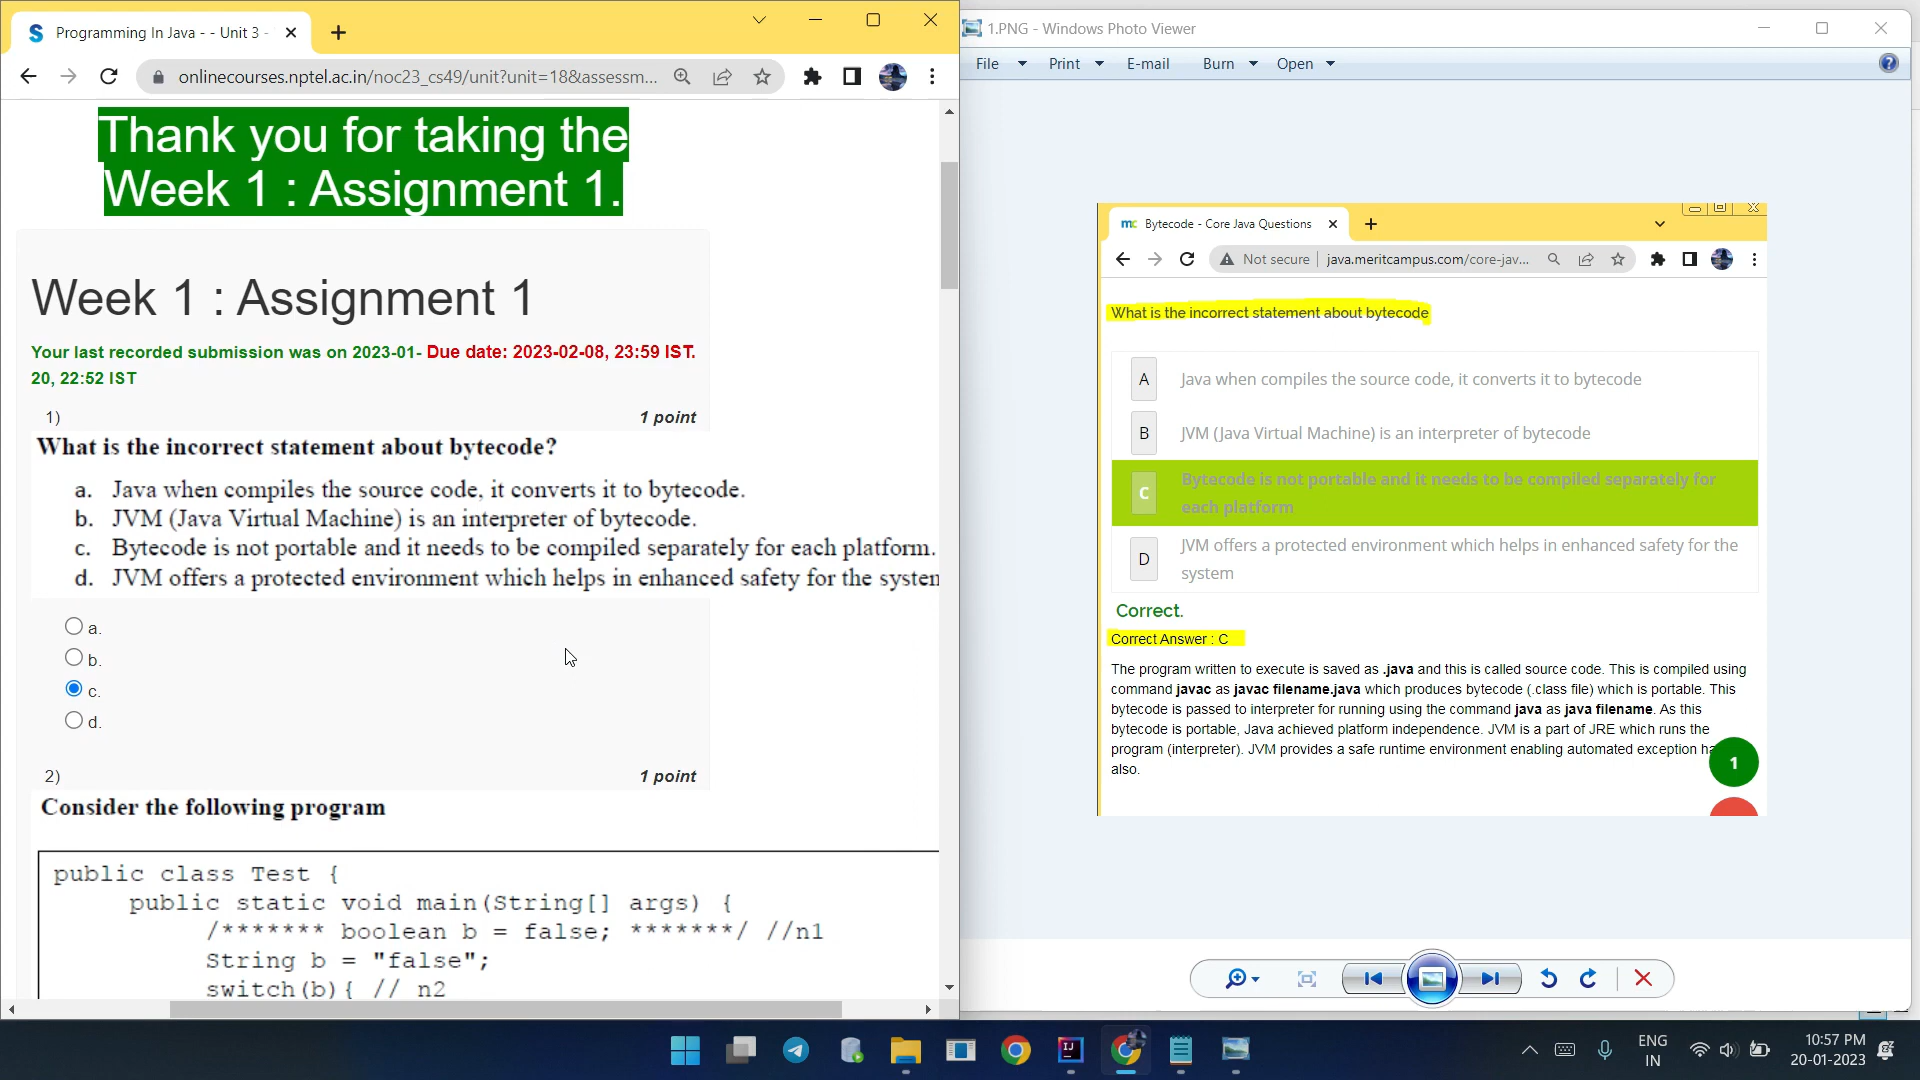 Programming In Java - - Unit 3 -
onlinecourses.nptel.ac.in/noc23_cs49/unit?unit=18&assessm...
Thank you for taking the
Week 1 : Assignment 1.
Week 1 : Assignment 1
Your last recorded submission was on 2023-01- Due date: 2023-02-08, 23:59 IST.
20, 22:52 IST
1) 1 point
What is the incorrect statement about bytecode?
a. Java when compiles the source code, it converts it to bytecode.
b. JVM (Java Virtual Machine) is an interpreter of bytecode.
c. Bytecode is not portable and it needs to be compiled separately for each platform.
d. JVM offers a protected environment which helps in enhanced safety for the system
a.
b.
c.
d.
2) 1 point
Consider the following program
public class Test {
public static void main(String[] args) {
/******* boolean b = false; *******/ //n1
String b = "false";
switch(b){ // n2
1.PNG - Windows Photo Viewer
File Print E-mail Burn Open
mc Bytecode - Core Java Questions
Not secure java.meritcampus.com/core-jav...
What is the incorrect statement about bytecode
A Java when compiles the source code, it converts it to bytecode
B JVM (Java Virtual Machine) is an interpreter of bytecode
C Bytecode is not portable and it needs to be compiled separately for
each platform
D JVM offers a protected environment which helps in enhanced safety for the
system
Correct.
Correct Answer : C
The program written to execute is saved as .java and this is called source code. This is compiled using
command javac as javac filename.java which produces bytecode (.class file) which is portable. This
bytecode is passed to interpreter for running using the command java as java filename. As this
bytecode is portable, Java achieved platform independence. JVM is a part of JRE which runs the
program (interpreter). JVM provides a safe runtime environment enabling automated exception ha
also.
1
ENG
IN
10:57 PM
20-01-2023